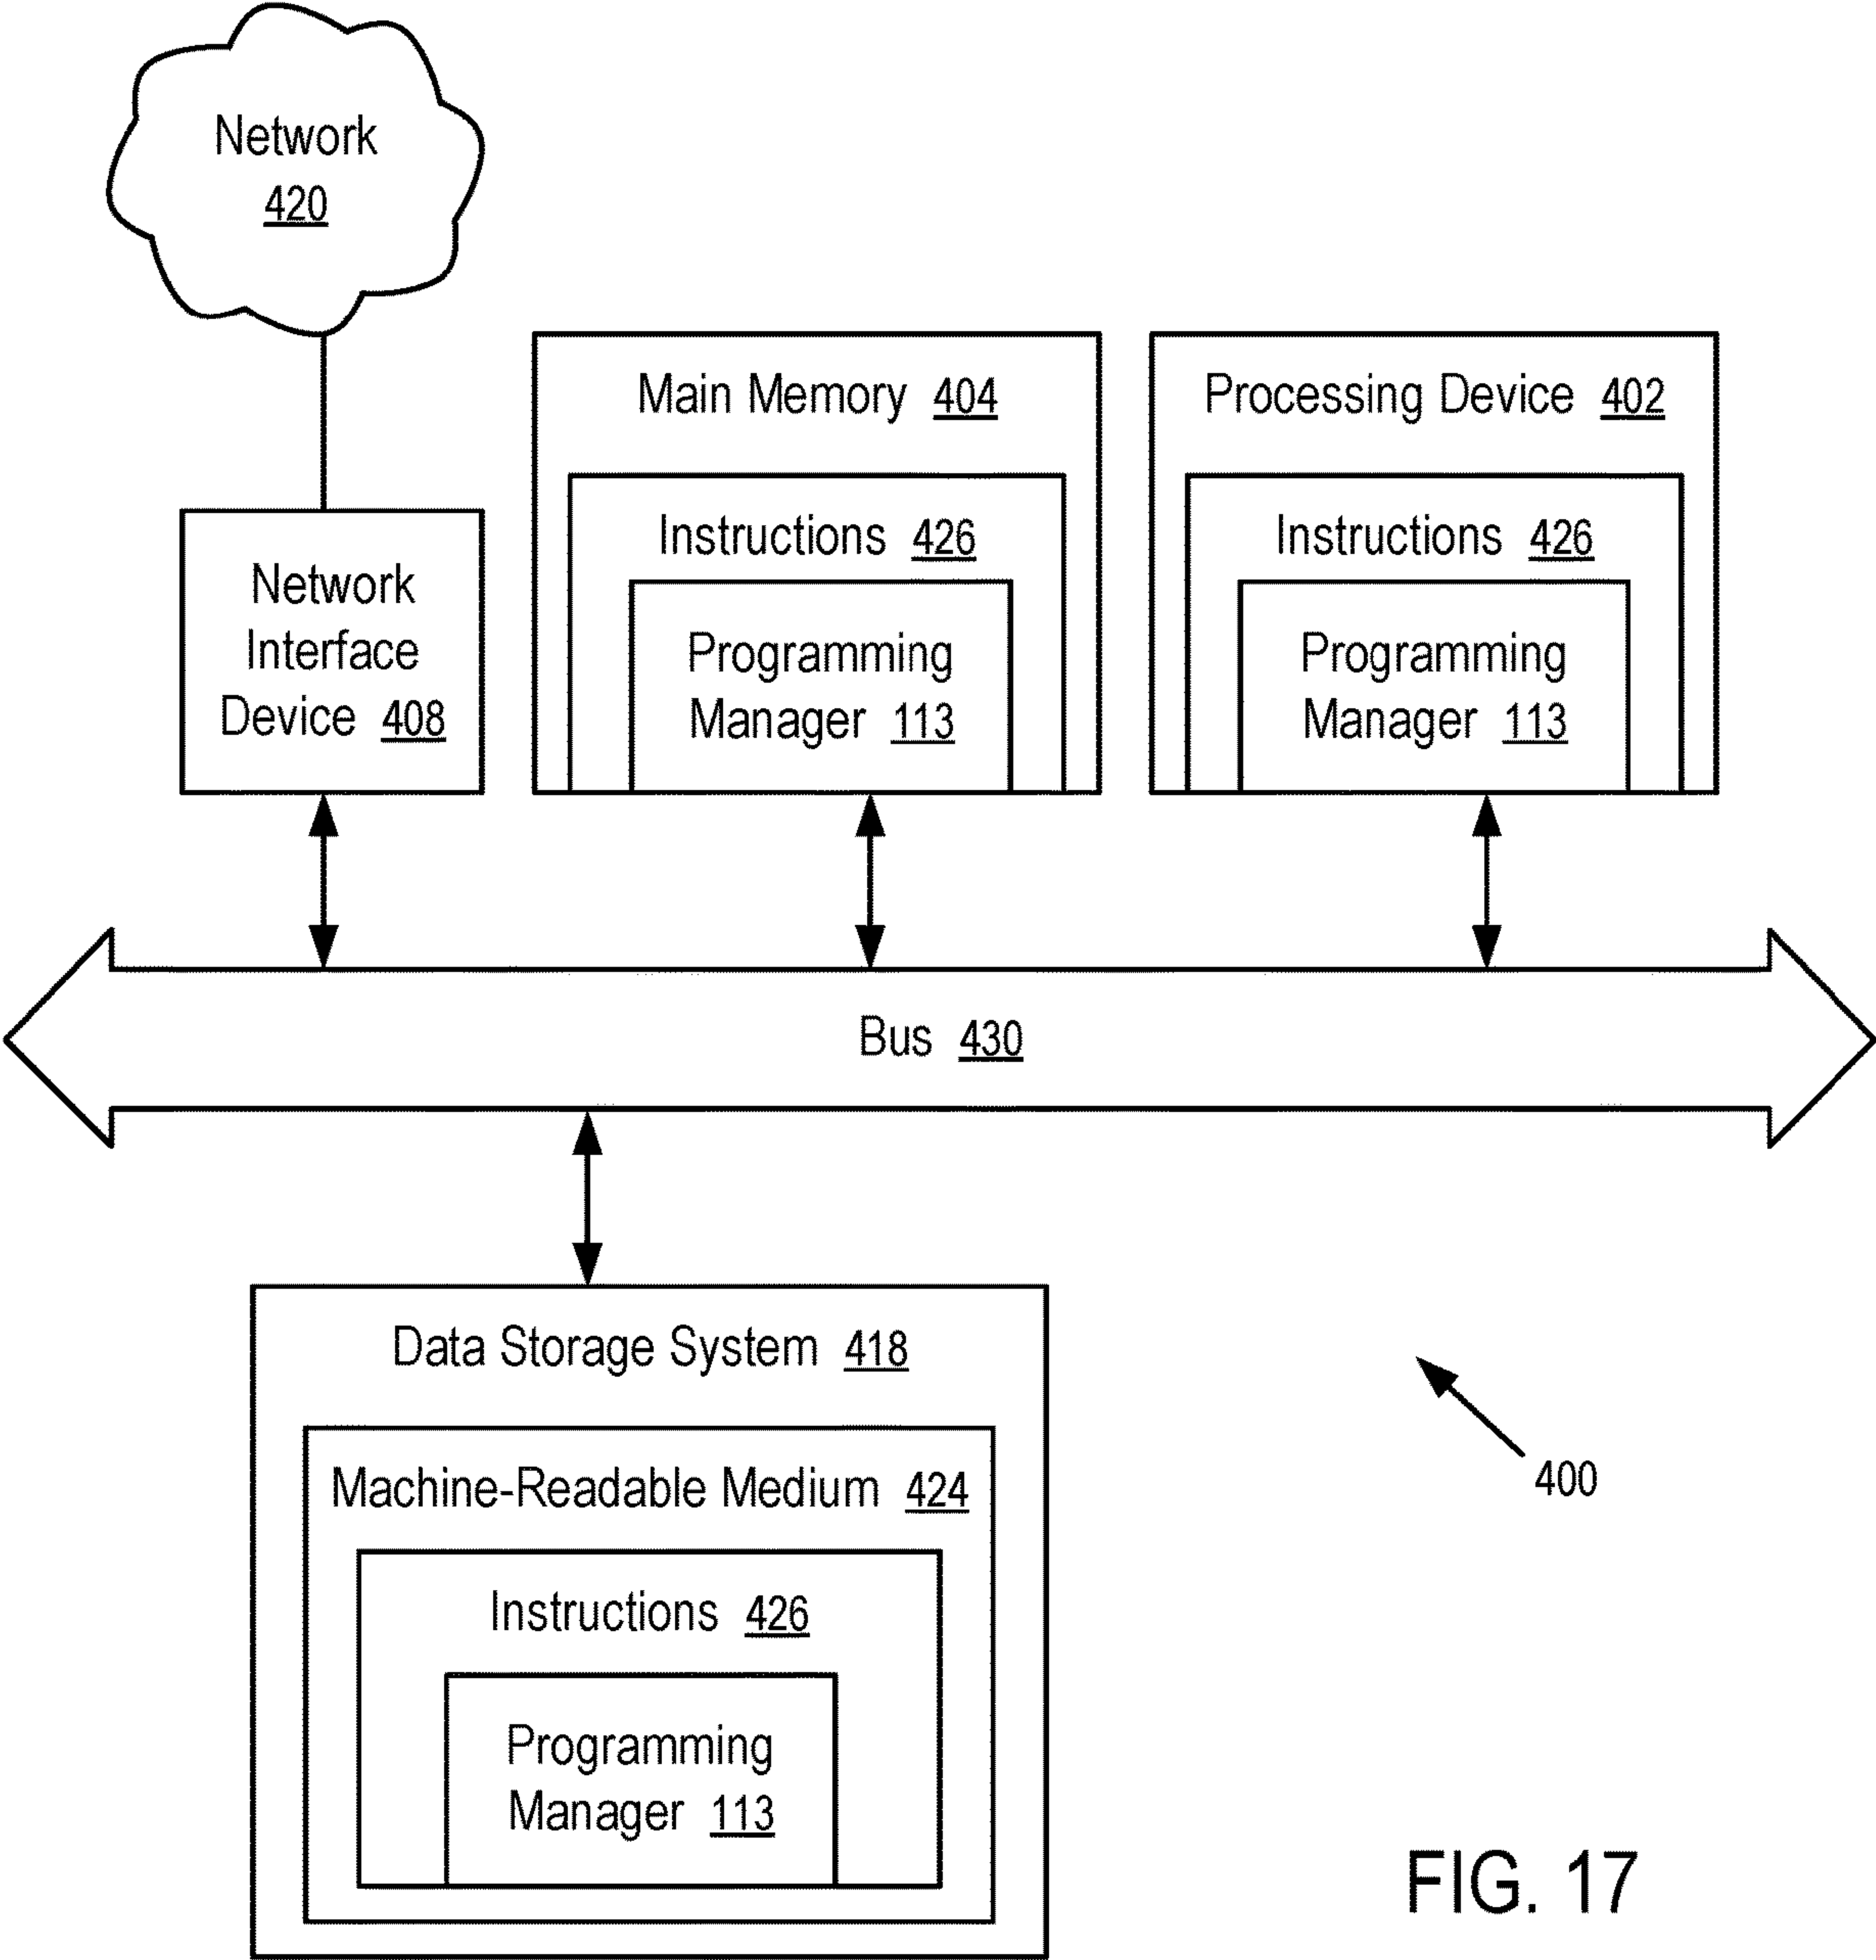 Network
420
Main Memory 404
Instructions 426
Programming
Manager 113
Processing Device 402
Instructions 426
Programming
Manager 113
Network
Interface
Device 408
Bus 430
Data Storage System 418
Machine-Readable Medium 424
Instructions 426
Programming
Manager 113
400
FIG. 17